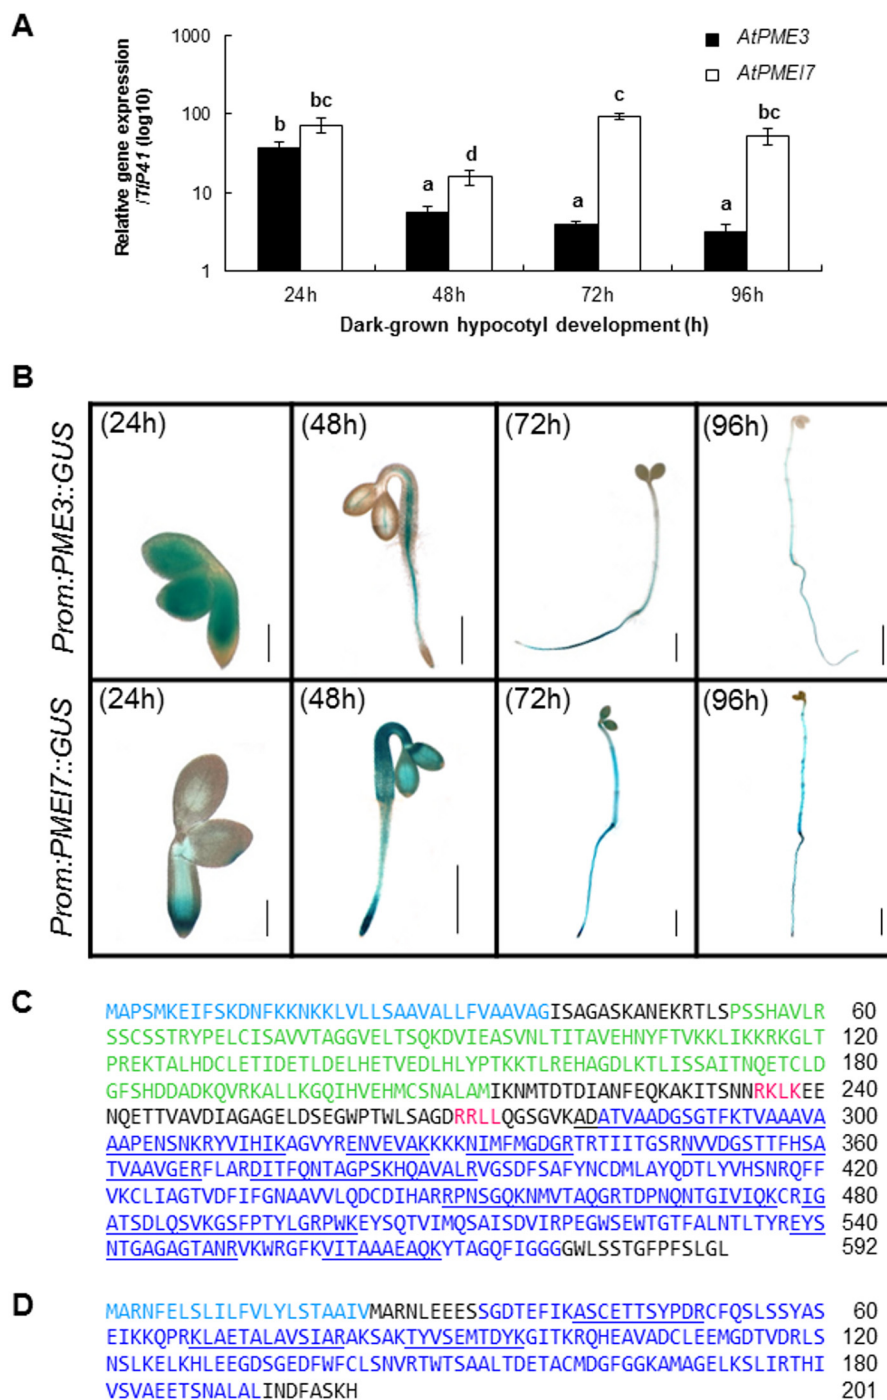 A
1000
100
10
1
Relative gene expression
/TIP41 (log10)
AtPME3
AtPMEI7
b
bc
a
d
a
c
a
bc
24h
48h
72h
96h
Dark-grown hypocotyl development (h)
B
Prom:PME3::GUS
(24h)
(48h)
(72h)
(96h)
Prom:PMEI7::GUS
(24h)
(48h)
(72h)
(96h)
C
MAPSMKEIFSKDNFKKNKKLVLLSAAVALLFVAAVAGISAGASKANEKRTLSPSSHAVLR 60
SSCSSTRYPELCISAVVTAGGVELTSQKDVIEASVNLTITAVEHNYFTVKKLIKKRKGLT 120
PREKTALHDCLETIDETLDELHETVEDLHLYPTKKTLREHAGDLKTLISSAITNQETCLD 180
GFSHDDADKQVRKALLKGQIHVEHMCSNALAMIKNMTDTDIANFEQKAKITSNNRKLKEE 240
NQETTVAVDIAGAGELDSEGWPTWLSAGDRRLLQGSGVKADATVAADGSGTFKTVAAAVA 300
AAPENSNKRYVIHIKAGVYRENVEVAKKKKNIMFMGDGRTRTIITGSRNVVDGSTTFHSA 360
TVAAVGERFLARDITFQNTAGPSKHQAVALRVGSDFSAFYNCDMLAYQDTLYVHSNRQFF 420
VKCLIAGTVDFIFGNAAVVLQDCDIHARRPNSGQKNMVTAQGRTDPNQNTGIVIQKCRIG 480
ATSDLQSVKGSFPTYLGRPWKEYSQTVIMQSAISDVIRPEGWSEWTGTFALNTLTYREYS 540
NTGAGAGTANRVKWRGFKVITAAAEAQKYTAGQFIGGGGWLSSTGFPFSLGL 592
D
MARNFELSLILFVLYLSTAAIVMARNLEEESSGDTEFIKASCETTSYPDRCFQSLSSYAS 60
EIKKQPRKLAETALAVSIARAKSAKTYVSEMTDYKGITKRQHEAVADCLEEMGDTVDRLS 120
NSLKELKHLEEGDSGEDFWFCLSNVRTWTSAALTDETACMDGFGGKAMAGELKSLIRTHI 180
VSVAEETSNALALINDFASKH 201